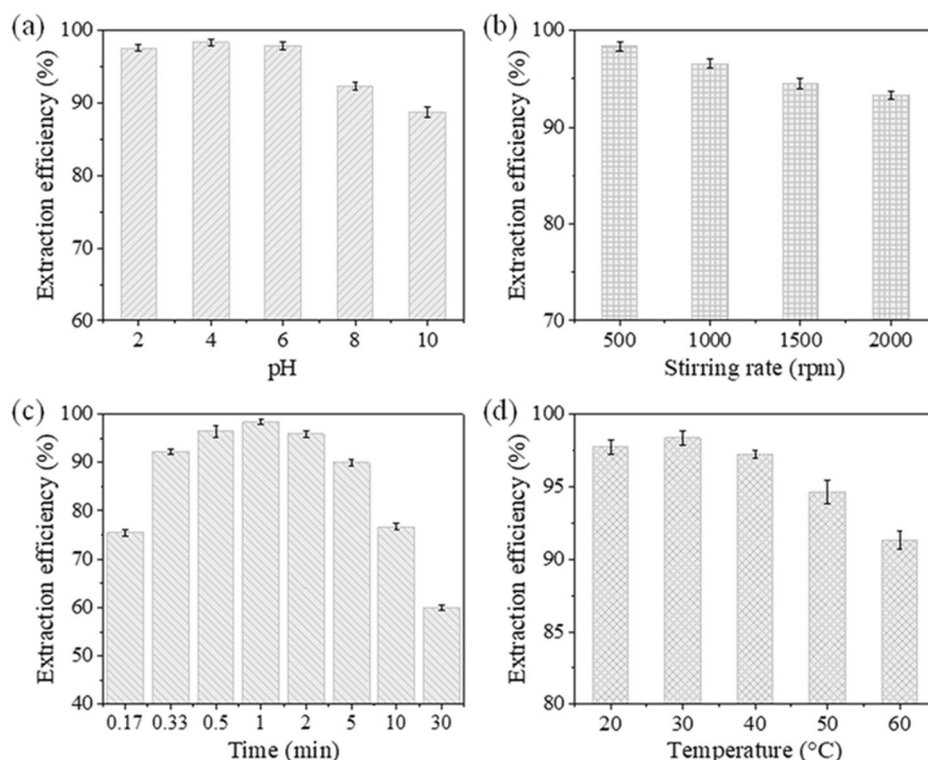 (a)
Extraction efficiency (%)
100
90
80
70
60
2 4 6 8 10
pH
(b)
Extraction efficiency (%)
100
90
80
70
500 1000 1500 2000
Stirring rate (rpm)
(c)
Extraction efficiency (%)
100
90
80
70
60
50
40
0.17 0.33 0.5 1 2 5 10 30
Time (min)
(d)
Extraction efficiency (%)
100
95
90
85
80
20 30 40 50 60
Temperature (°C)